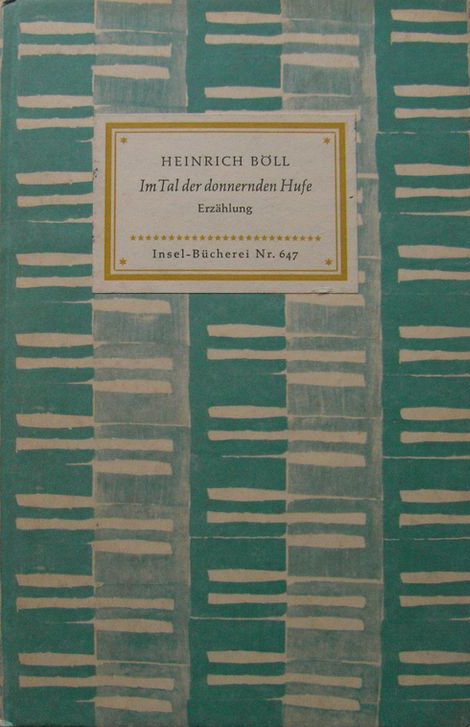 HEINRICH BÖLL
Im Tal der donnernden Hufe
Erzählung
Insel-Bücherei Nr. 647